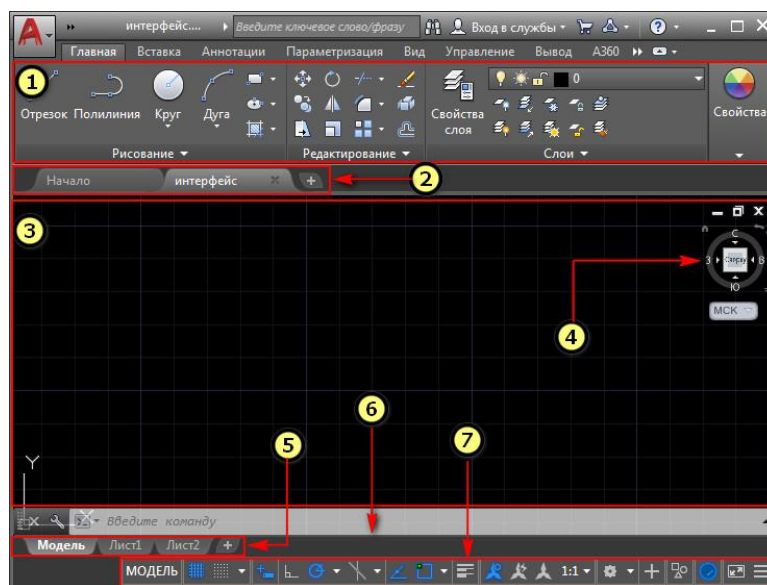 интерфейс.... Введите ключевое слово/фразу Вход в службы
Главная Вставка Аннотации Параметризация Вид Управление Вывод A360
1
0
Отрезок Полилиния Круг Дуга Свойства слоя Свойства
Рисование Редактирование Слои
Начало интерфейс 2
3
С
З Сверху В
Ю
МСК
4
6
5 7
Y
X
Введите команду
Модель Лист1 Лист2
МОДЕЛЬ 1:1